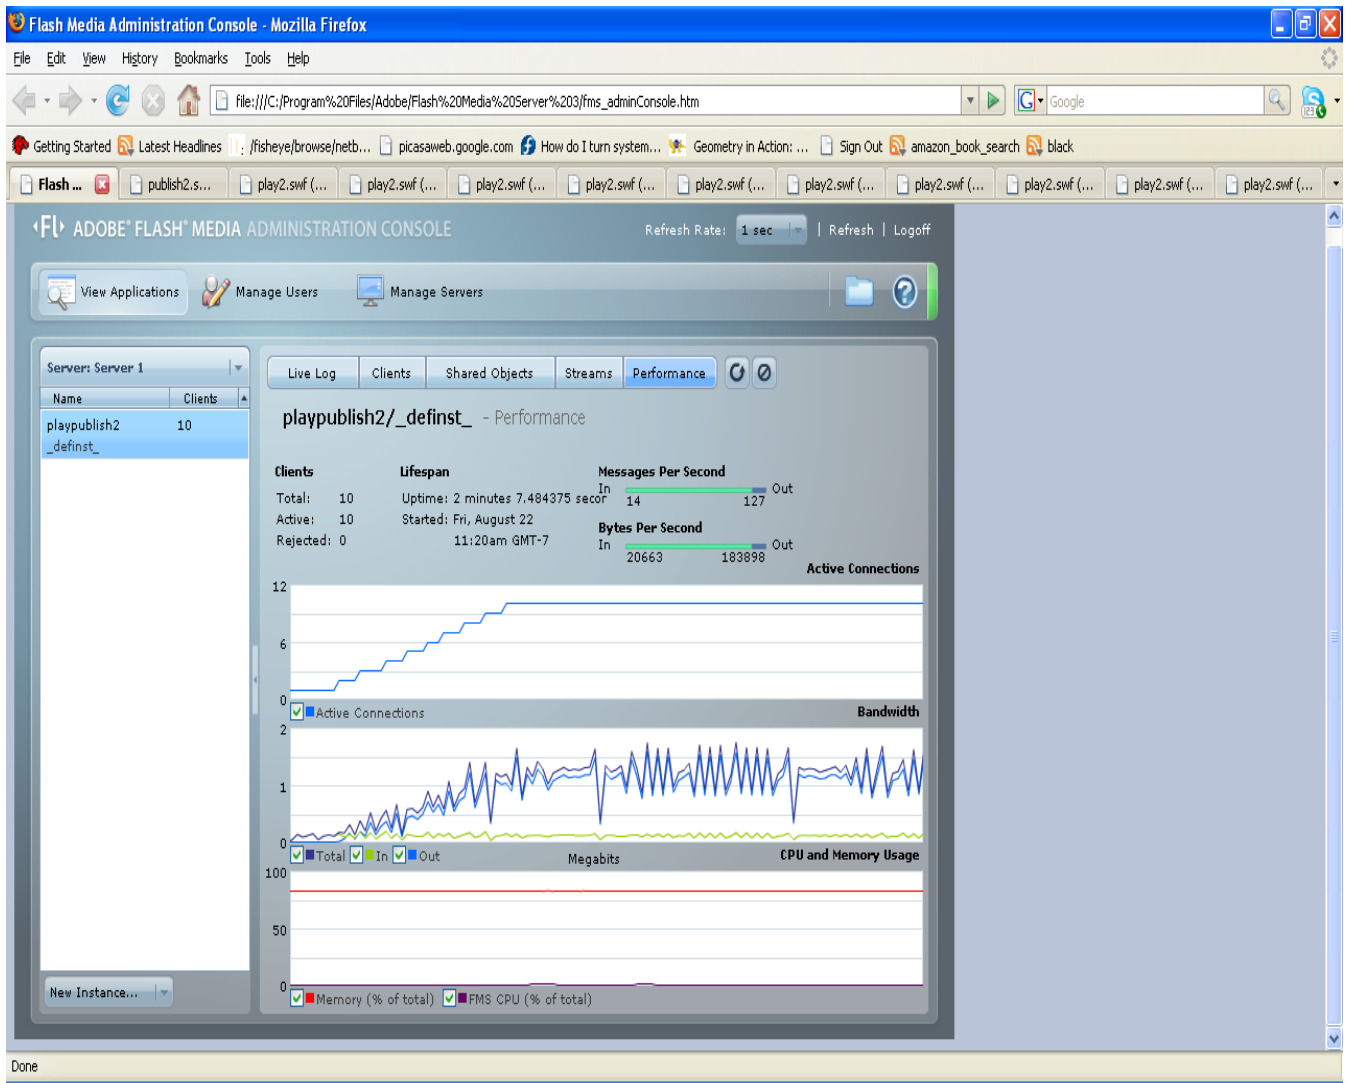 Flash Media Administration Console - Mozilla Firefox
File Edit View History Bookmarks Tools Help
file:///C:/Program%20Files/Adobe/Flash%20Media%20Server%203/fms_adminConsole.htm
G Google
Getting Started Latest Headlines : /fisheye/browse/netb... picasaweb.google.com How do I turn system... Geometry in Action: ... Sign Out amazon_book_search black
Flash ... publish2.s... play2.swf (... play2.swf (... play2.swf (... play2.swf (... play2.swf (... play2.swf (... play2.swf (... play2.swf (... play2.swf (... play2.swf (...
Fl ADOBE® FLASH® MEDIA ADMINISTRATION CONSOLE
Refresh Rate: 1 sec | Refresh | Logoff
View Applications Manage Users Manage Servers ?
Server: Server 1
Name Clients
playpublish2 10
_definst_
New Instance...
Live Log Clients Shared Objects Streams Performance
playpublish2/_definst_ - Performance
Clients
Total: 10
Active: 10
Rejected: 0
Lifespan
Uptime: 2 minutes 7.484375 secor
Started: Fri, August 22
11:20am GMT-7
Messages Per Second
In Out
14 127
Bytes Per Second
In Out
20663 183898
Active Connections
12
6
0
Active Connections
Bandwidth
2
1
0
Total In Out Megabits
CPU and Memory Usage
100
50
0
Memory (% of total) FMS CPU (% of total)
Done